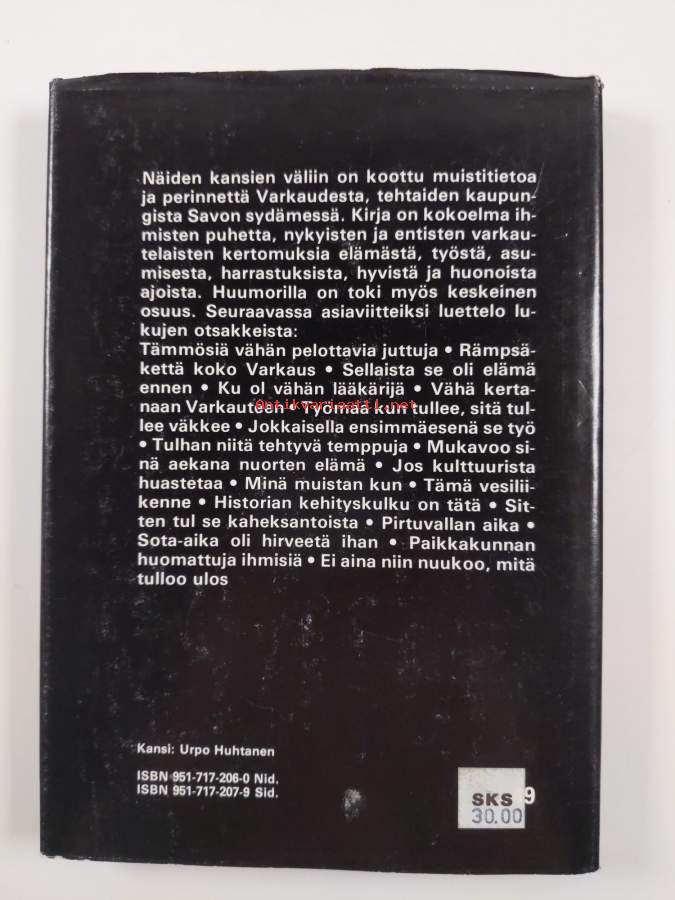 Näiden kansien väliin on koottu muistitietoa
ja perinnettä Varkaudesta, tehtaiden kaupun-
gista Savon sydämessä. Kirja on kokoelma ih-
misten puhetta, nykyisten ja entisten varkau-
telaisten kertomuksia elämästä, työstä, asu-
misesta, harrastuksista, hyvistä ja huonoista
ajoista. Huumorilla on toki myös keskeinen
osuus. Seuraavassa asiaviitteiksi luettelo lu-
kujen otsakkeista:
Tämmösiä vähän pelottavia juttuja • Rämpsä-
kettä koko Varkaus • Sellaista se oli elämä
ennen • Ku ol vähän lääkärijä • Vähä kerta-
naan Varkauteen • Työmaa kun tullee, sitä tul-
Antikvariaatti.net
lee väkkee • Jokkaisella ensimmäesenä se työ
• Tulhan niitä tehtyvä temppuja • Mukavoo si-
nä aekana nuorten elämä • Jos kulttuurista
huastetaa • Minä muistan kun • Tämä vesilii-
kenne • Historian kehityskulku on tätä • Sit-
ten tul se kaheksantoista • Pirtuvallan aika •
Sota-aika oli hirveetä ihan • Paikkakunnan
huomattuja ihmisiä • Ei aina niin nuukoo, mitä
tulloo ulos
Kansi: Urpo Huhtanen
ISBN 951-717-206-0 Nid.
ISBN 951-717-207-9 Sid.
SKS 9
30.00